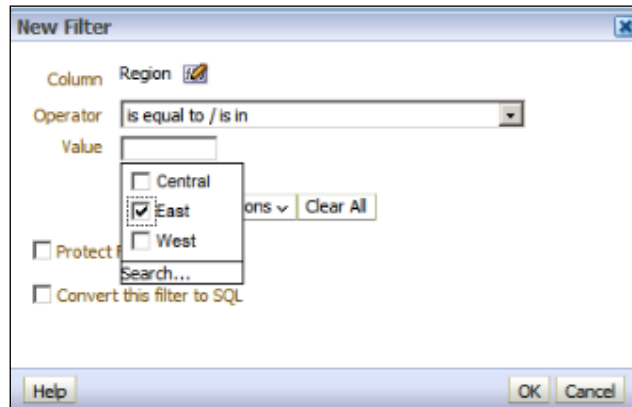 New Filter
Column Region
Operator is equal to / is in
Value
Central
East
ons Clear All
West
Protect
Search...
Convert this filter to SQL
Help OK Cancel